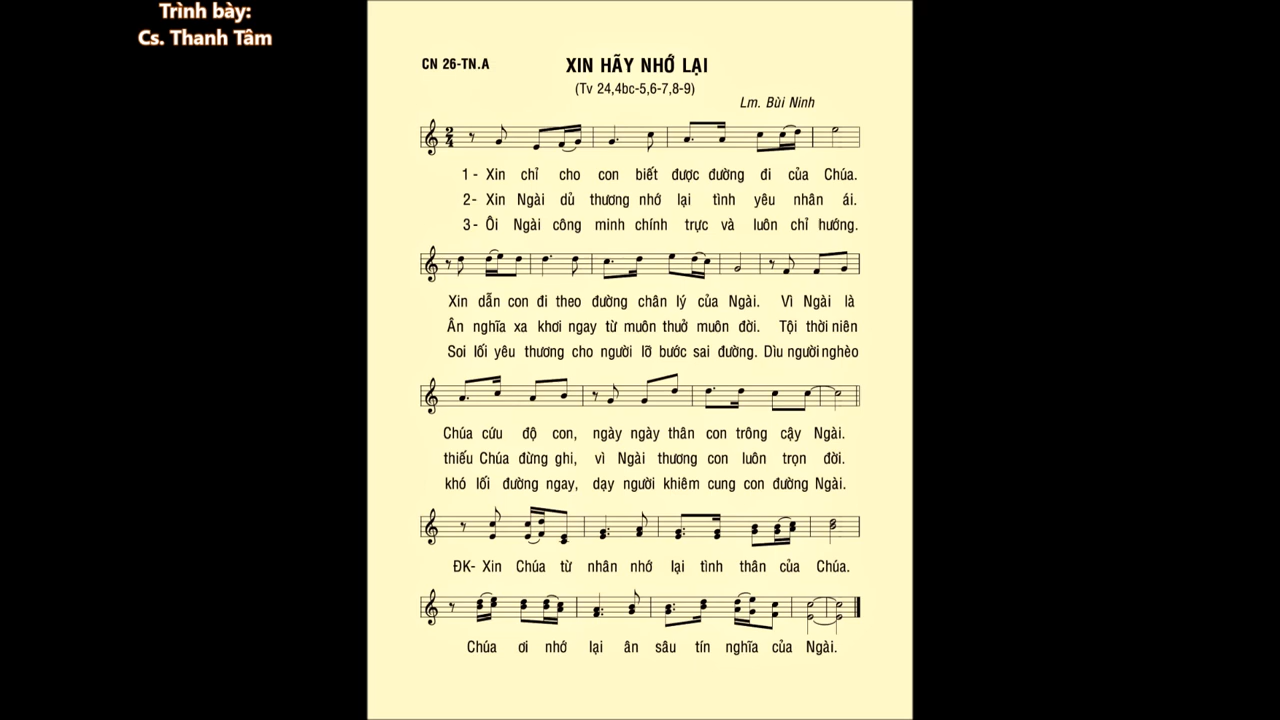 Trình bày:
Cs. Thanh Tâm
CN 26-TN.A
XIN HÃY NHỚ LẠI
(Tv 24,4bc-5,6-7,8-9)
Lm. Bùi Ninh
1 - Xin chỉ cho con biết được đường đi của Chúa.
2- Xin Ngài dủ thương nhớ lại tình yêu nhân ái.
3 - Ôi Ngài công minh chính trực và luôn chỉ hướng.
Xin dẫn con đi theo đường chân lý của Ngài. Vì Ngài là
Ân nghĩa xa khơi ngay từ muôn thuở muôn đời. Tội thời niên
Soi lối yêu thương cho người lỡ bước sai đường. Dìu người nghèo
Chúa cứu độ con, ngày ngày thân con trông cậy Ngài.
thiếu Chúa đừng ghi, vì Ngài thương con luôn trọn đời.
khó lối đường ngay, dạy người khiêm cung con đường Ngài.
ĐK- Xin Chúa từ nhân nhớ lại tình thân của Chúa.
Chúa ơi nhớ lại ân sâu tín nghĩa của Ngài.